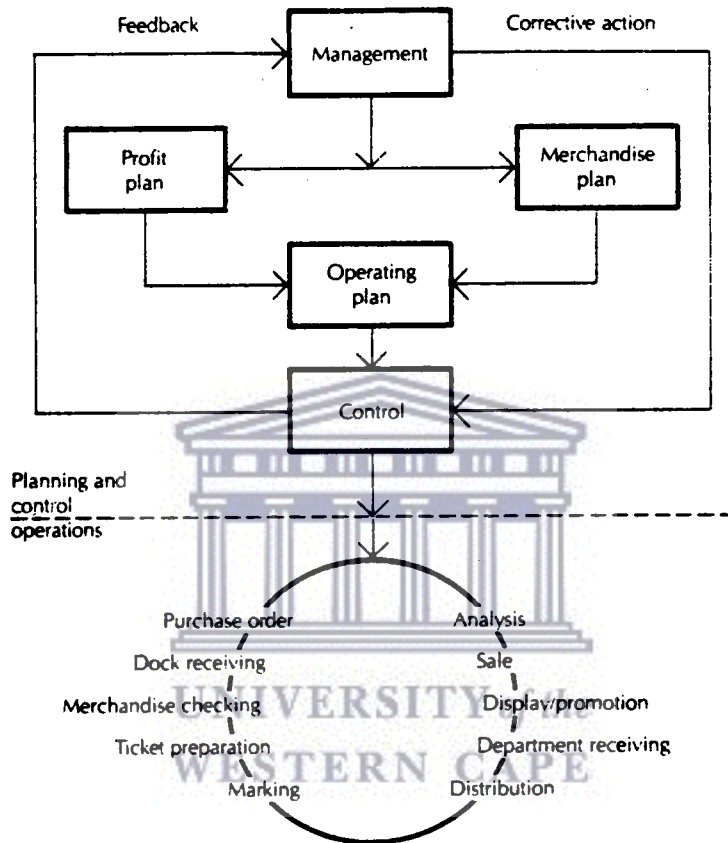 Feedback
Corrective action
Management
Profit
plan
Merchandise
plan
Operating
plan
Control
Planning and
control
operations
Purchase order
Analysis
Dock receiving
Sale
Merchandise checking
Display/promotion
Ticket preparation
Department receiving
Marking
Distribution
UNIVERSITY of the
WESTERN CAPE